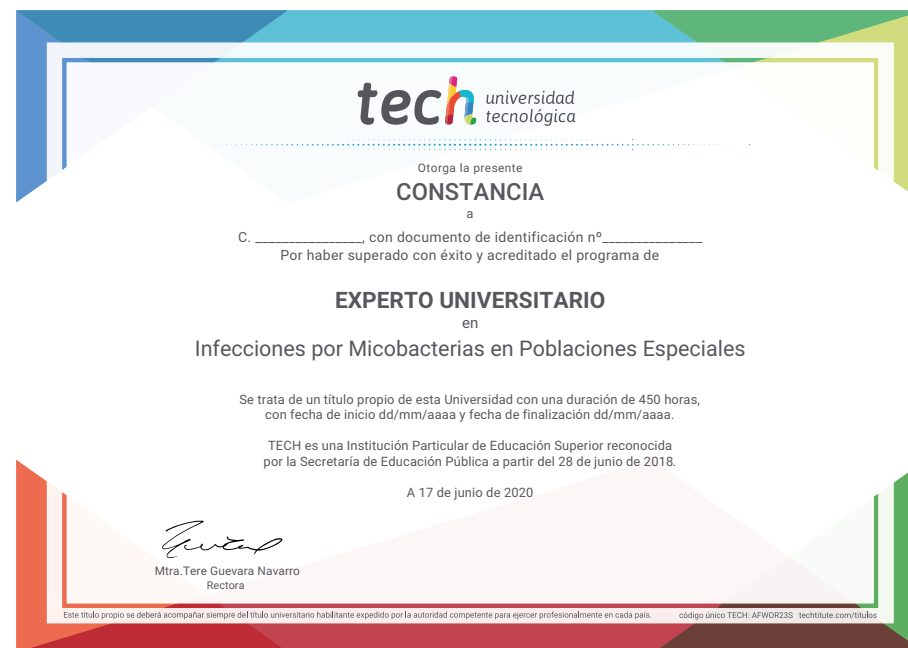 tech universidad
tecnológica
Otorga la presente
CONSTANCIA
a
C. ________________, con documento de identificación nº_______________
Por haber superado con éxito y acreditado el programa de
EXPERTO UNIVERSITARIO
en
Infecciones por Micobacterias en Poblaciones Especiales
Se trata de un título propio de esta Universidad con una duración de 450 horas,
con fecha de inicio dd/mm/aaaa y fecha de finalización dd/mm/aaaa.
TECH es una Institución Particular de Educación Superior reconocida
por la Secretaría de Educación Pública a partir del 28 de junio de 2018.
A 17 de junio de 2020
Mtra.Tere Guevara Navarro
Rectora
Este título propio se deberá acompañar siempre del título universitario habilitante expedido por la autoridad competente para ejercer profesionalmente en cada país. código único TECH: AFWOR23S techtitute.com/titulos